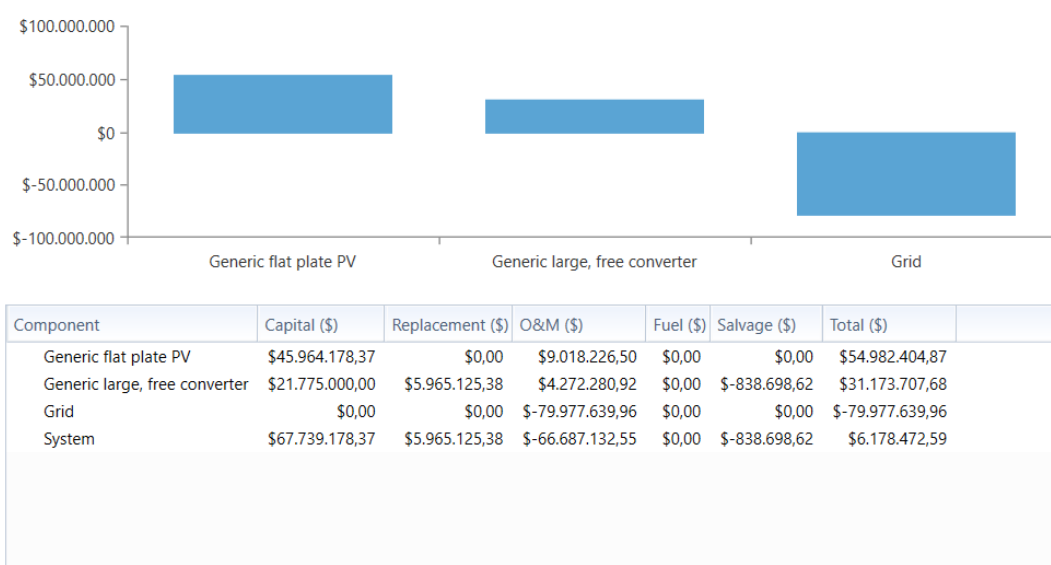 $100.000.000
$50.000.000
$0
$-50.000.000
$-100.000.000
Generic flat plate PV Generic large, free converter Grid
Component Capital ($) Replacement ($) O&M ($) Fuel ($) Salvage ($) Total ($)
Generic flat plate PV $45.964.178,37 $0,00 $9.018.226,50 $0,00 $0,00 $54.982.404,87
Generic large, free converter $21.775.000,00 $5.965.125,38 $4.272.280,92 $0,00 $-838.698,62 $31.173.707,68
Grid $0,00 $0,00 $-79.977.639,96 $0,00 $0,00 $-79.977.639,96
System $67.739.178,37 $5.965.125,38 $-66.687.132,55 $0,00 $-838.698,62 $6.178.472,59